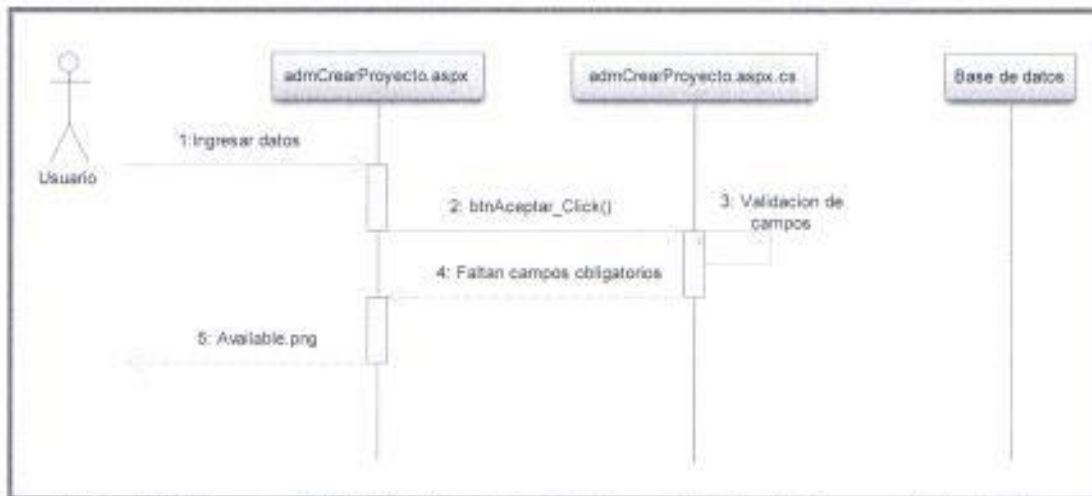 admCrearProyecto.aspx
admCrearProyecto.aspx.cs
Base de datos
1:Ingresar datos
Usuario
2: btnAceptar_Click()
3: Validacion de
campos
4: Faltan campos obligatorios
5: Available.png